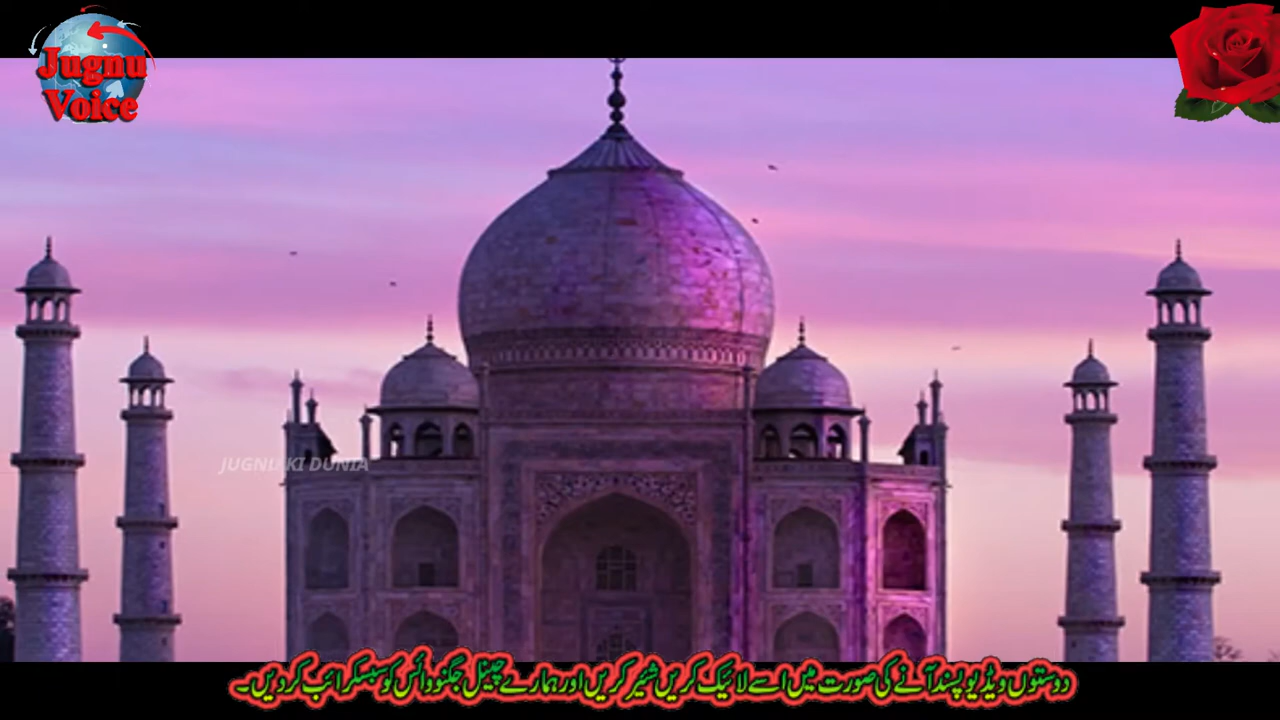 Jugnu
Voice
JUGNU KI DUNIA
دوستوں ویڈیو پسند آنے کی صورت میں اسے لائیک کریں شئیر کریں اور ہمارے چینل جگنو وائس کو سبسکرائب کر دیں۔